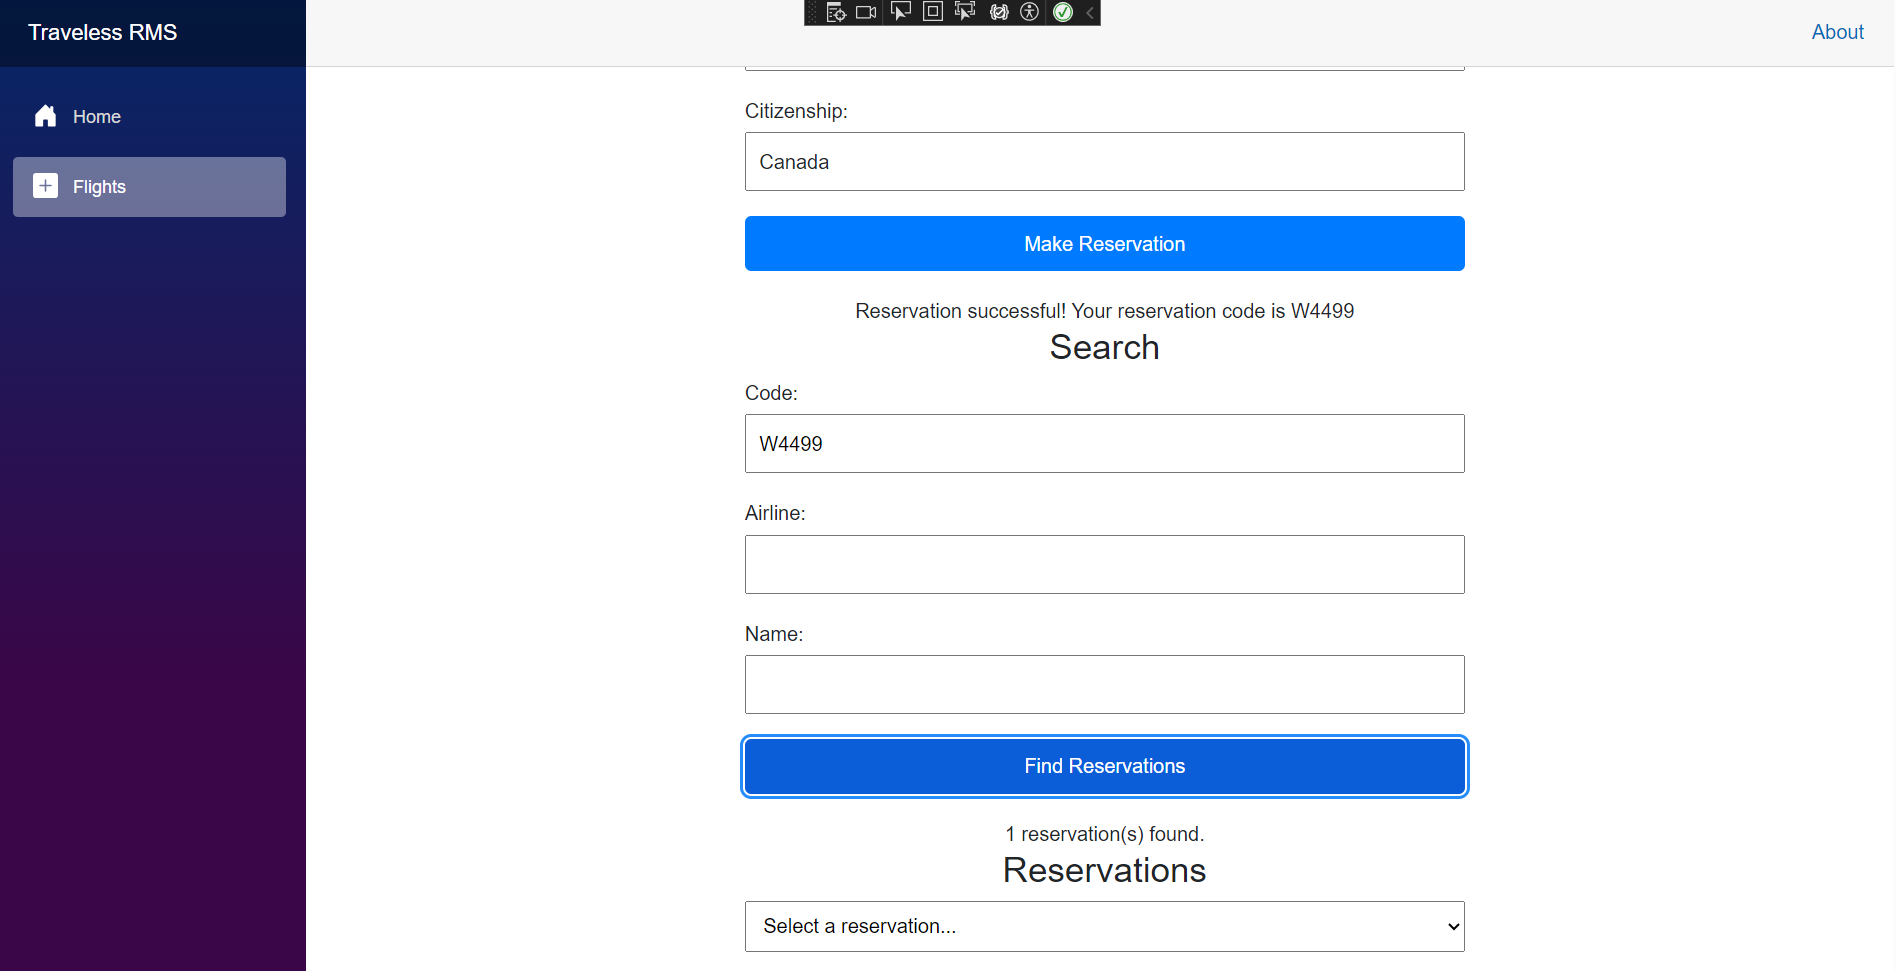 Traveless RMS
About
Home
Flights
Citizenship:
Canada
Make Reservation
Reservation successful! Your reservation code is W4499
Search
Code:
W4499
Airline:
Name:
Find Reservations
1 reservation(s) found.
Reservations
Select a reservation...